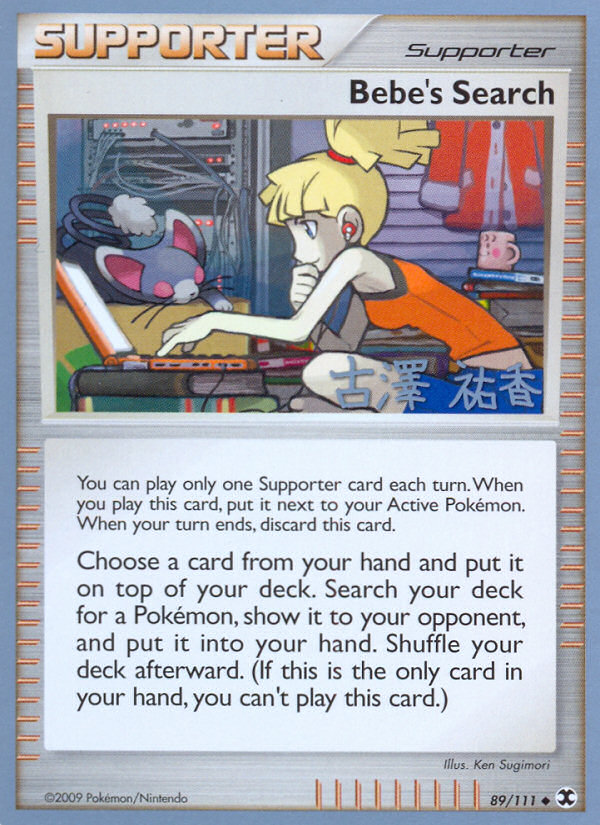 SUPPORTER
Supporter
Bebe's Search
古澤 祐香
You can play only one Supporter card each turn. When
you play this card, put it next to your Active Pokémon.
When your turn ends, discard this card.
Choose a card from your hand and put it
on top of your deck. Search your deck
for a Pokémon, show it to your opponent,
and put it into your hand. Shuffle your
deck afterward. (If this is the only card in
your hand, you can't play this card.)
Illus. Ken Sugimori
©2009 Pokémon/Nintendo
89/111